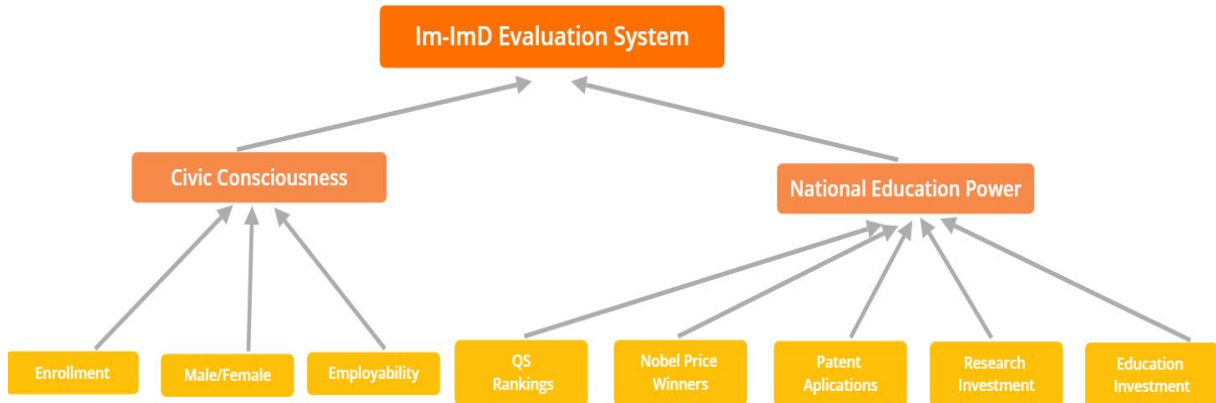 Im-ImD Evaluation System
Civic Consciousness
National Education Power
Enrollment
Male/Female
Employability
QS
Rankings
Nobel Price
Winners
Patent
Aplications
Research
Investment
Education
Investment